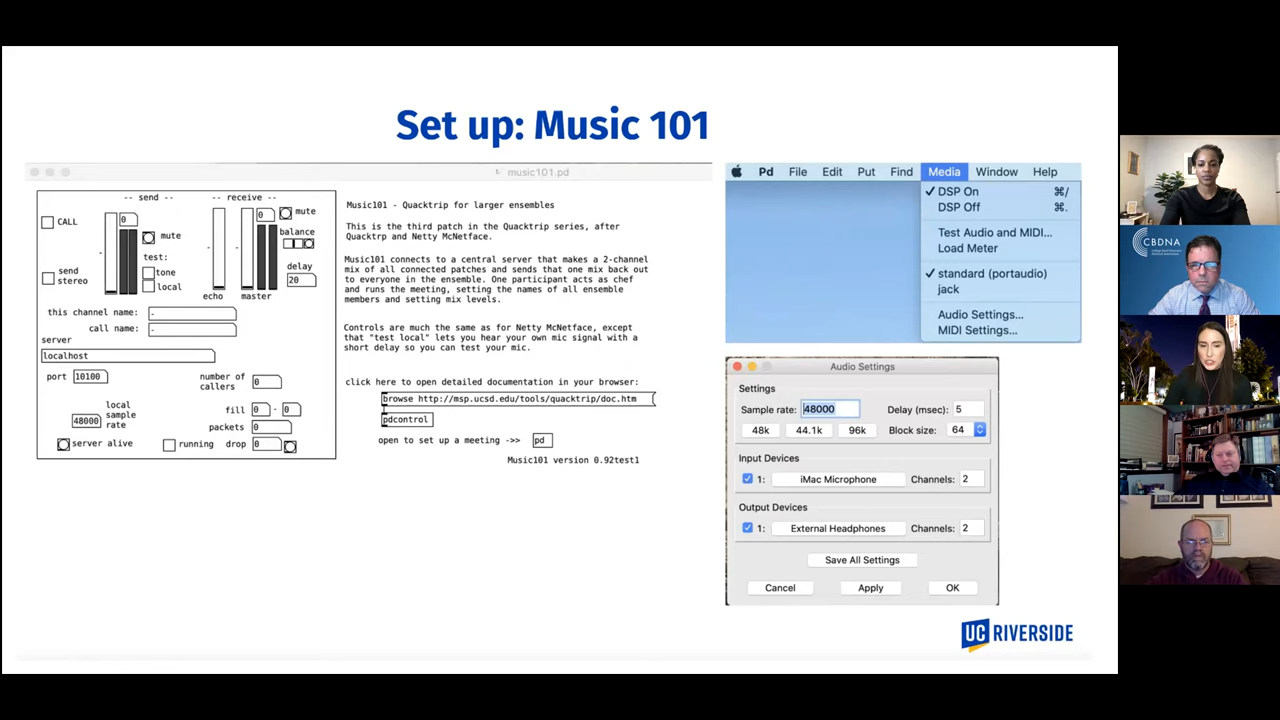 Set up: Music 101
music101.pd
-- send --
-- receive --
CALL
0
mute
0
mute
balance
send
stereo
test:
tone
local
delay
20
echo
master
this channel name:
-
call name:
-
server
localhost
port
10100
number of
callers
0
fill
0
-
0
48000
local
sample
rate
packets
0
server alive
running
drop
0
Music101 - Quacktrip for larger ensembles
This is the third patch in the Quacktrip series, after
Quacktrp and Netty McNetface.
Music101 connects to a central server that makes a 2-channel
mix of all connected patches and sends that one mix back out
to everyone in the ensemble. One participant acts as chef
and runs the meeting, setting the names of all ensemble
members and setting mix levels.
Controls are much the same as for Netty McNetface, except
that "test local" lets you hear your own mic signal with a
short delay so you can test your mic.
click here to open detailed documentation in your browser:
browse http://msp.ucsd.edu/tools/quacktrip/doc.htm
pdcontrol
open to set up a meeting ->>
pd
Music101 version 0.92test1
Pd File Edit Put Find Media Window Help
✓ DSP On ⌘/
DSP Off ⌘.
Test Audio and MIDI...
Load Meter
✓ standard (portaudio)
jack
Audio Settings...
MIDI Settings...
Audio Settings
Settings
Sample rate: 48000 Delay (msec): 5
48k 44.1k 96k Block size: 64
Input Devices
1: iMac Microphone Channels: 2
Output Devices
1: External Headphones Channels: 2
Save All Settings
Cancel Apply OK
UC RIVERSIDE
CBDNA